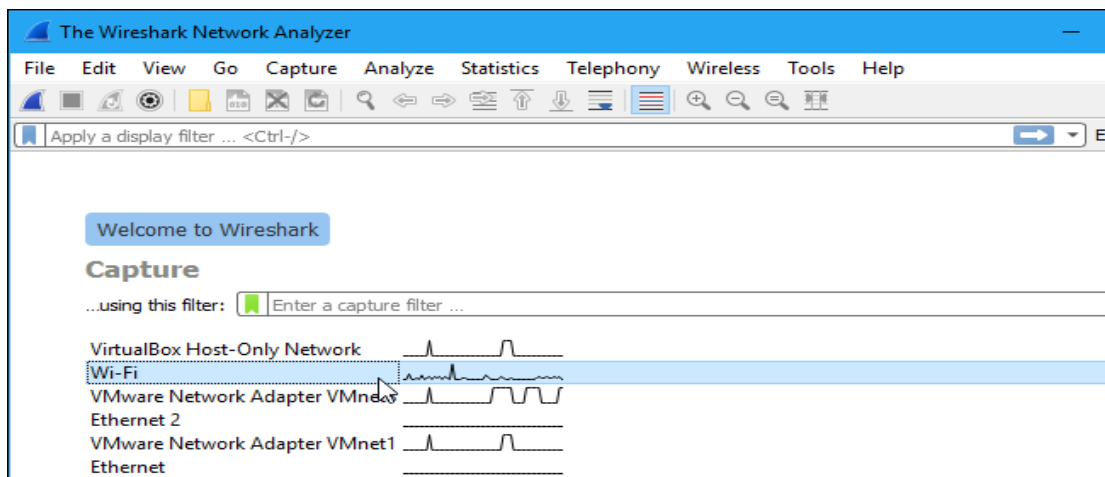 The Wireshark Network Analyzer
File Edit View Go Capture Analyze Statistics Telephony Wireless Tools Help
Apply a display filter ... <Ctrl-/>
Welcome to Wireshark
Capture
...using this filter: Enter a capture filter ...
VirtualBox Host-Only Network
Wi-Fi
VMware Network Adapter
Ethernet 2
VMware Network Adapter VMnet1
Ethernet